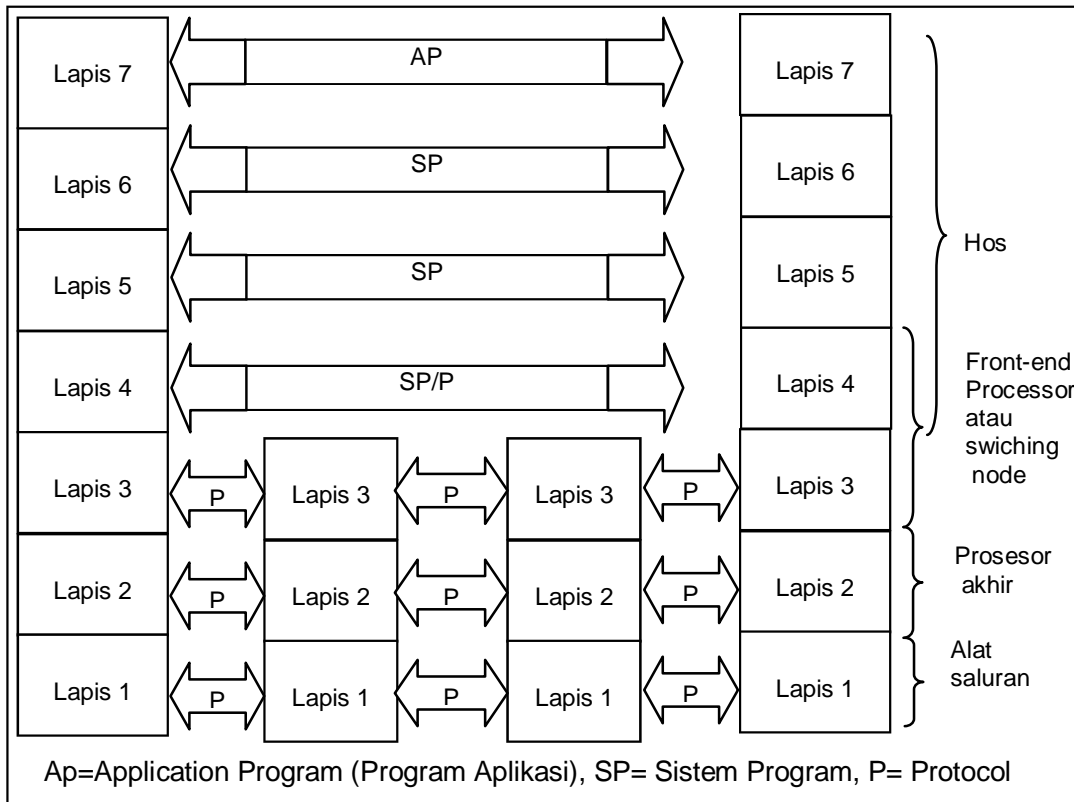 Lapis 7 AP Lapis 7
Lapis 6 SP Lapis 6
Hos
Lapis 5 SP Lapis 5
Lapis 4 SP/P Lapis 4
Front-end
Processor
atau
swiching
node
Lapis 3 P Lapis 3 P Lapis 3 P Lapis 3
Lapis 2 P Lapis 2 P Lapis 2 P Lapis 2
Prosesor
akhir
Lapis 1 P Lapis 1 P Lapis 1 P Lapis 1
Alat
saluran
Ap=Application Program (Program Aplikasi), SP= Sistem Program, P= Protocol